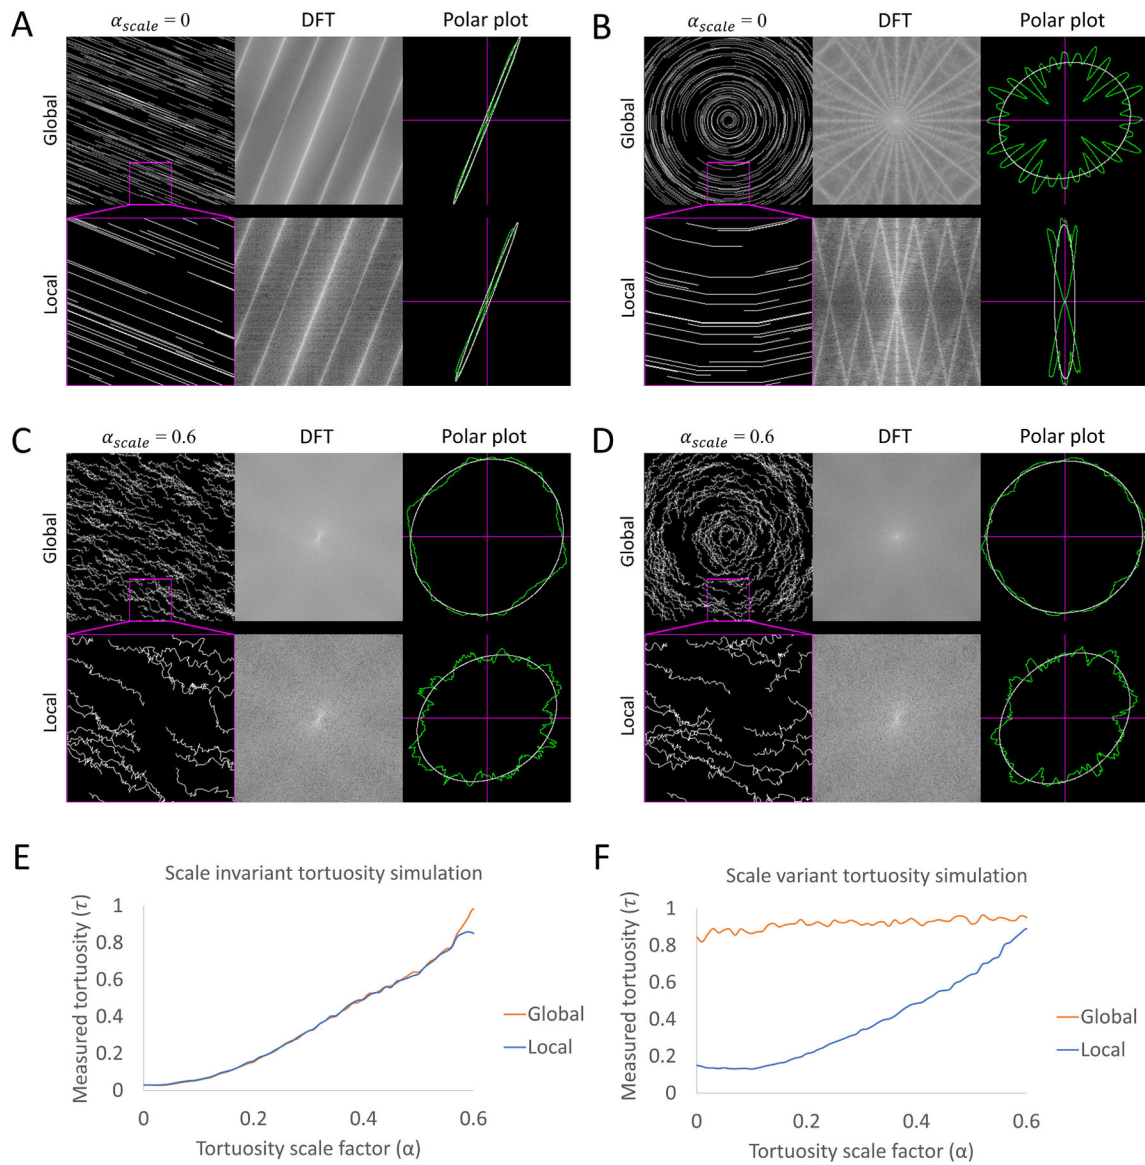 A
α_scale = 0
DFT
Polar plot
Global
Local
B
α_scale = 0
DFT
Polar plot
Global
Local
C
α_scale = 0.6
DFT
Polar plot
Global
Local
D
α_scale = 0.6
DFT
Polar plot
Global
Local
E
Scale invariant tortuosity simulation
Measured tortuosity (τ)
1
0.8
0.6
0.4
0.2
0
0
0.2
0.4
0.6
Tortuosity scale factor (α)
Global
Local
F
Scale variant tortuosity simulation
Measured tortuosity (τ)
1
0.8
0.6
0.4
0.2
0
0
0.2
0.4
0.6
Tortuosity scale factor (α)
Global
Local